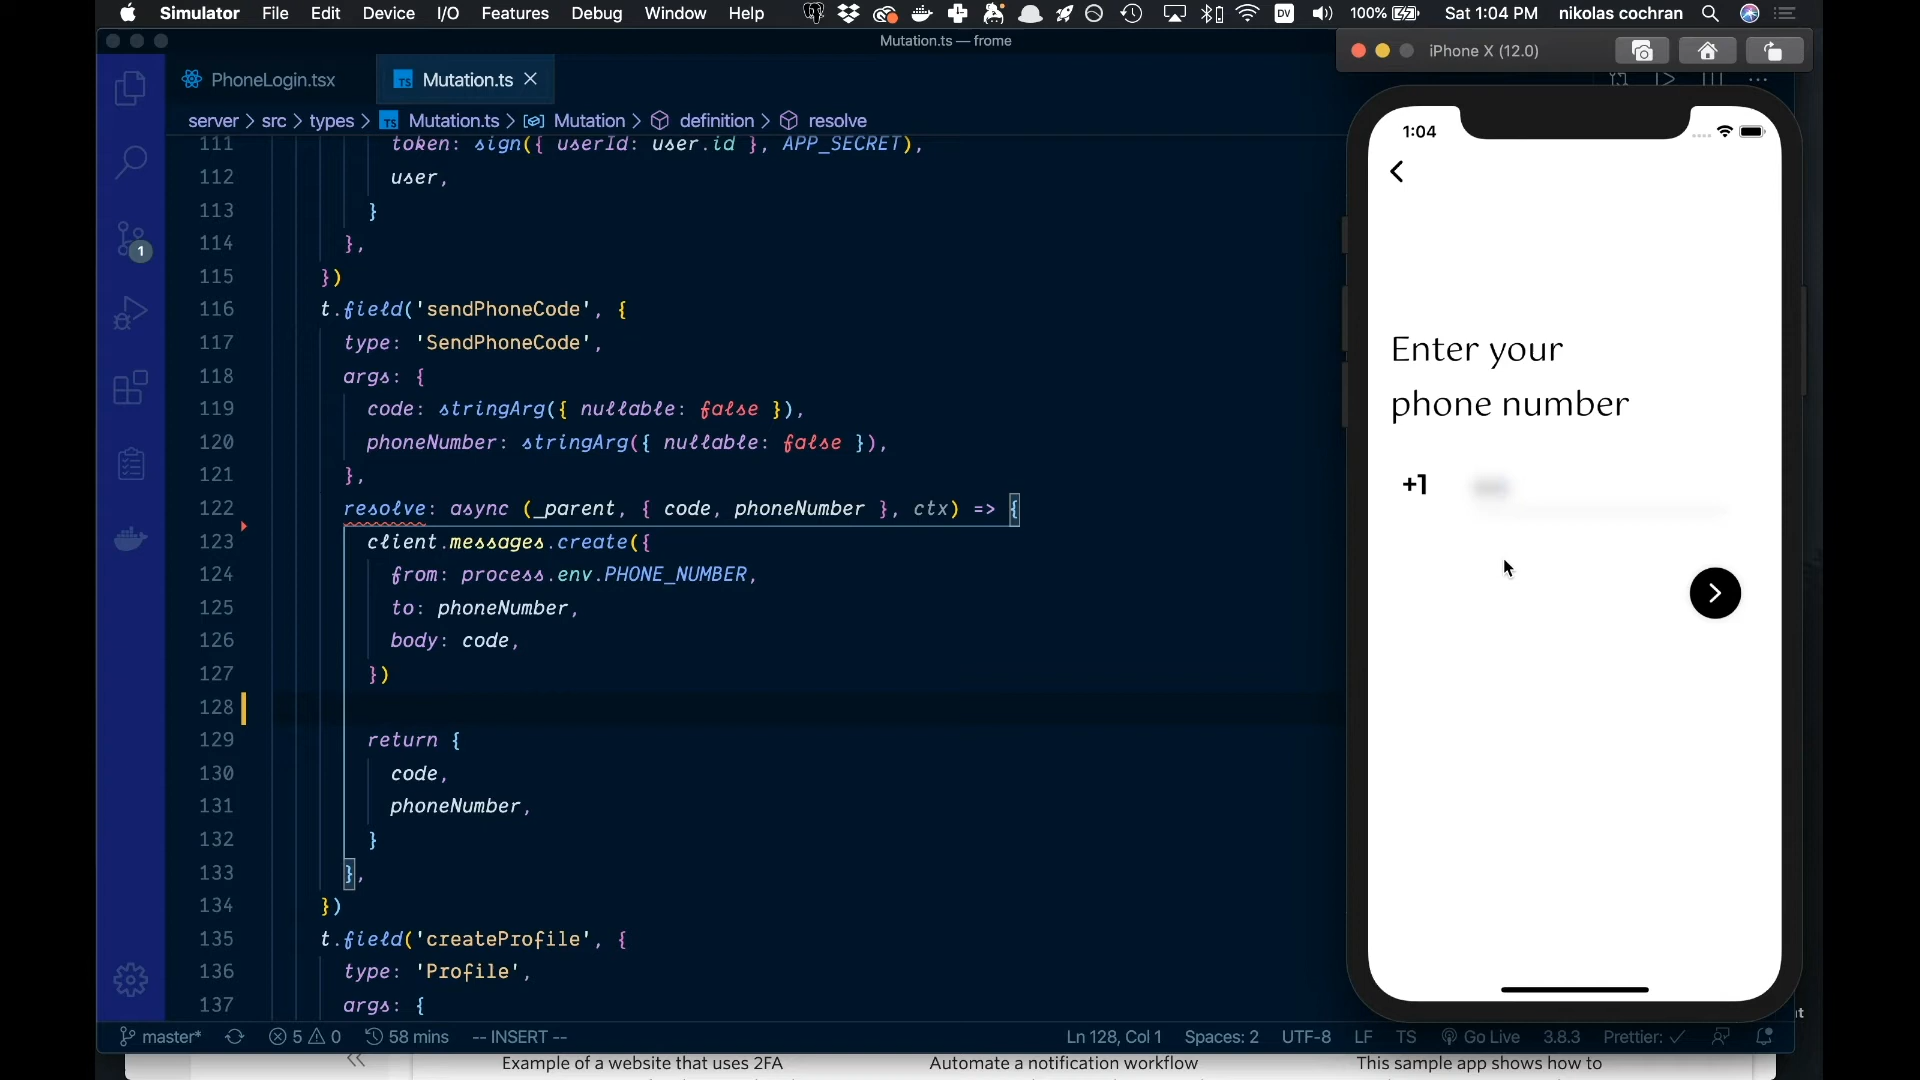 Simulator File Edit Device I/O Features Debug Window Help DV 100% Sat 1:04 PM nikolas cochran
Mutation.ts — frome
iPhone X (12.0)
PhoneLogin.tsx
TS Mutation.ts
server > src > types > TS Mutation.ts > Mutation > definition > resolve
111 token: sign({ userId: user.id }, APP_SECRET),
112 user,
113 }
114 },
115 })
116 t.field('sendPhoneCode', {
117 type: 'SendPhoneCode',
118 args: {
119 code: stringArg({ nullable: false }),
120 phoneNumber: stringArg({ nullable: false }),
121 },
122 resolve: async (_parent, { code, phoneNumber }, ctx) => {
123 client.messages.create({
124 from: process.env.PHONE_NUMBER,
125 to: phoneNumber,
126 body: code,
127 })
128
129 return {
130 code,
131 phoneNumber,
132 }
133 },
134 })
135 t.field('createProfile', {
136 type: 'Profile',
137 args: {
1
1:04
Enter your
phone number
+1
master* 5 0 58 mins -- INSERT -- Ln 128, Col 1 Spaces: 2 UTF-8 LF TS Go Live 3.8.3 Prettier: ✓
Example of a website that uses 2FA
Automate a notification workflow
This sample app shows how to